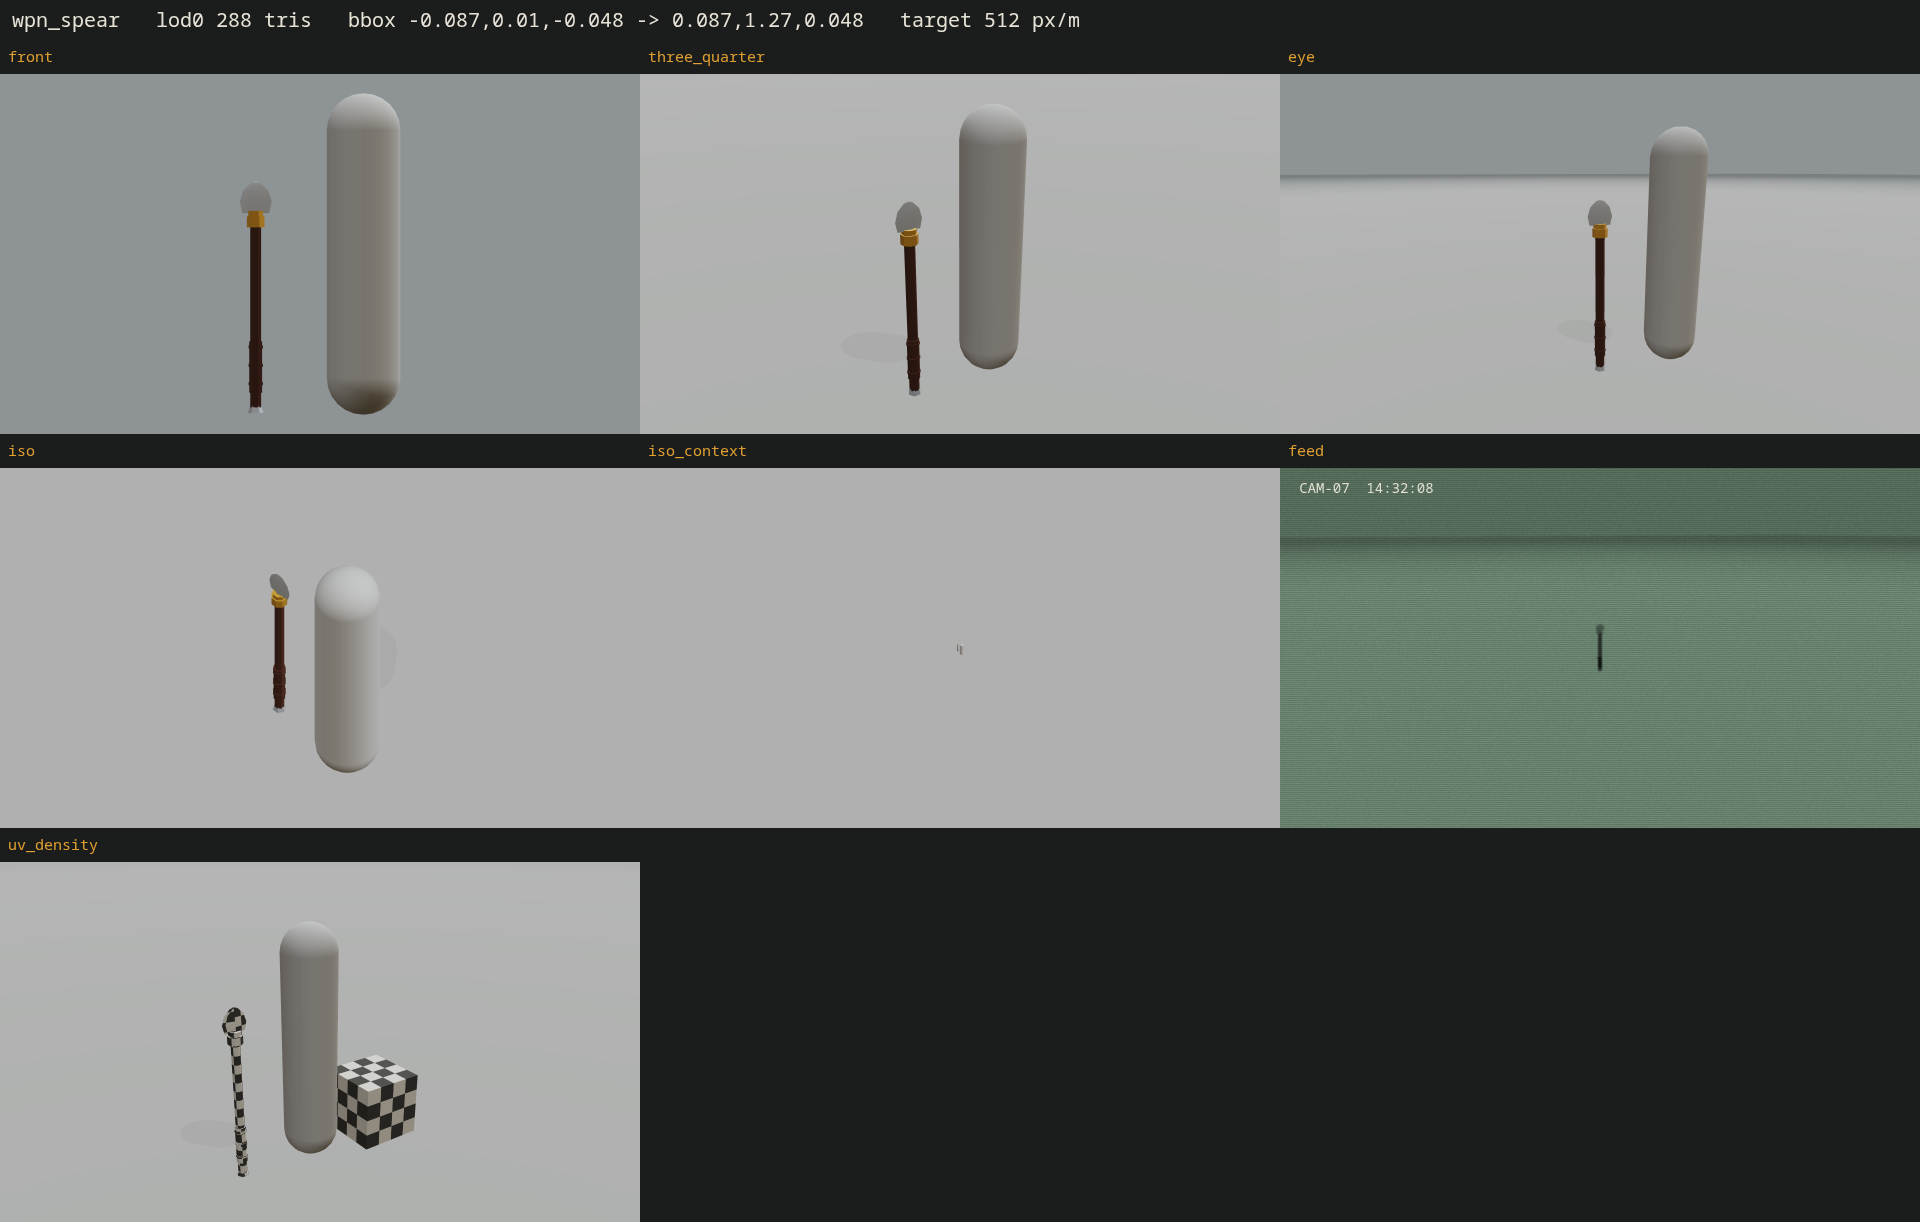 wpn_spear lod0 288 tris bbox -0.087,0.01,-0.048 -> 0.087,1.27,0.048 target 512 px/m
front
three_quarter
eye
iso
iso_context
feed
CAM-07 14:32:08
uv_density